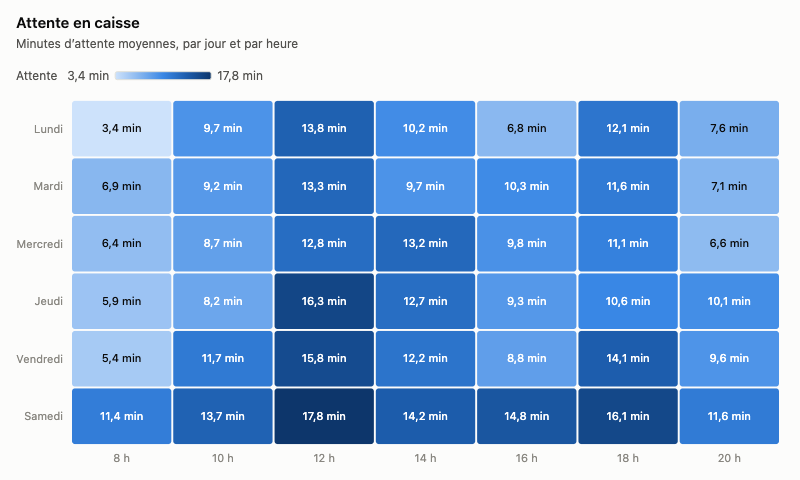 Attente en caisse
Minutes d’attente moyennes, par jour et par heure
Attente 3,4 min 17,8 min
Lundi 3,4 min 9,7 min 13,8 min 10,2 min 6,8 min 12,1 min 7,6 min
Mardi 6,9 min 9,2 min 13,3 min 9,7 min 10,3 min 11,6 min 7,1 min
Mercredi 6,4 min 8,7 min 12,8 min 13,2 min 9,8 min 11,1 min 6,6 min
Jeudi 5,9 min 8,2 min 16,3 min 12,7 min 9,3 min 10,6 min 10,1 min
Vendredi 5,4 min 11,7 min 15,8 min 12,2 min 8,8 min 14,1 min 9,6 min
Samedi 11,4 min 13,7 min 17,8 min 14,2 min 14,8 min 16,1 min 11,6 min
8 h 10 h 12 h 14 h 16 h 18 h 20 h